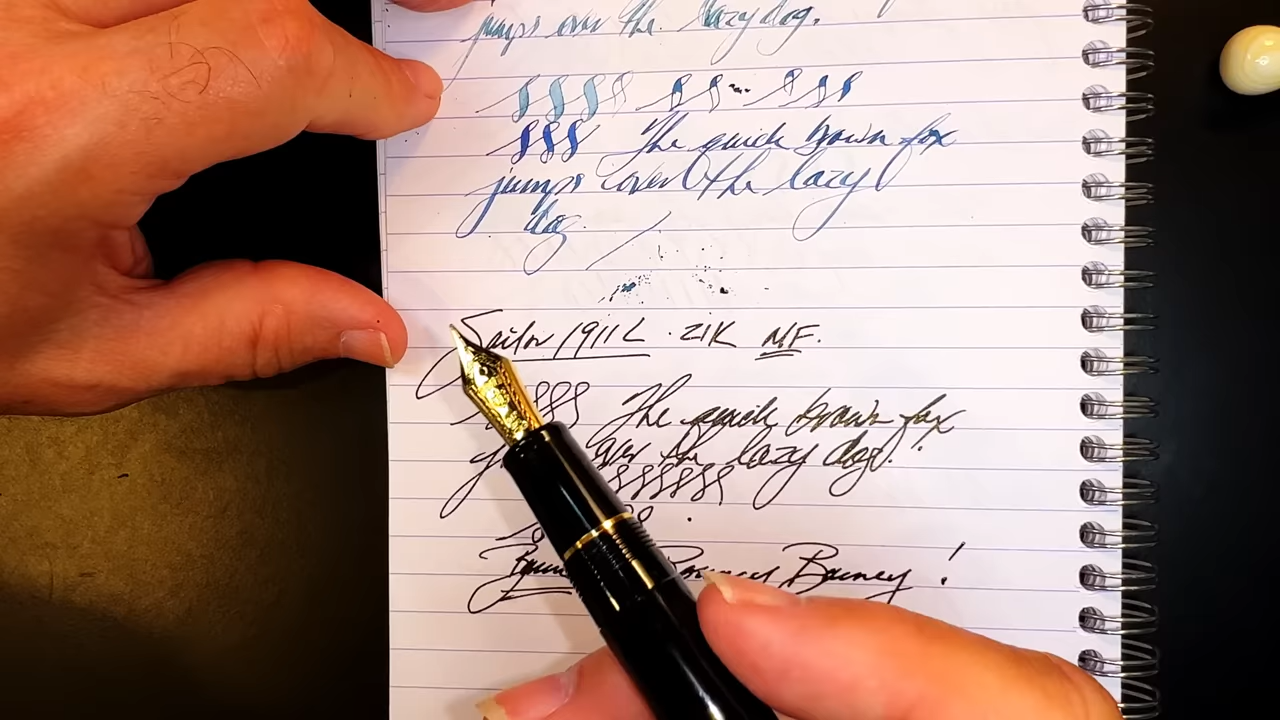 jumps over the lazy dog.
The quick brown fox
jumps over the lazy
dog.
Sailor 1911L · 21K MF.
The quick brown fox
over the lazy dog!
Bouncy Barney!